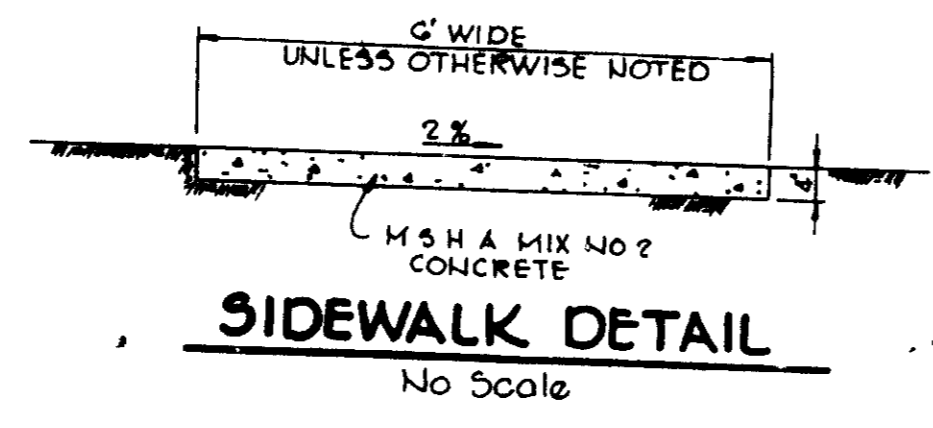 6' WIDE
UNLESS OTHERWISE NOTED
2%
4"
MSHA MIX NO 2
CONCRETE
SIDEWALK DETAIL
No Scale